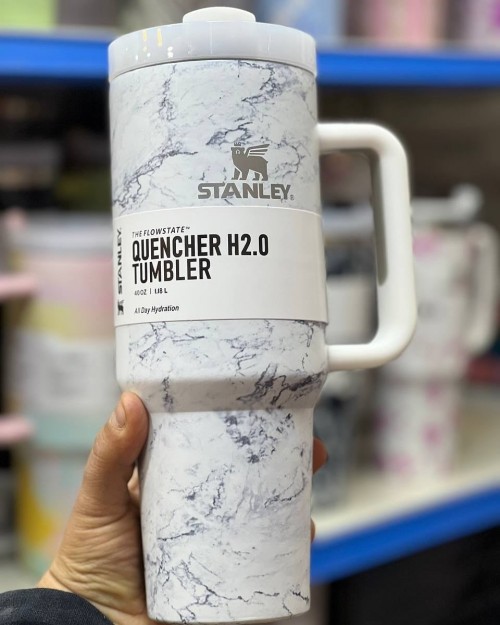 STANLEY®
STANLEY
THE FLOWSTATE™
QUENCHER H2.0
TUMBLER
40 OZ | 1.18 L
All Day Hydration